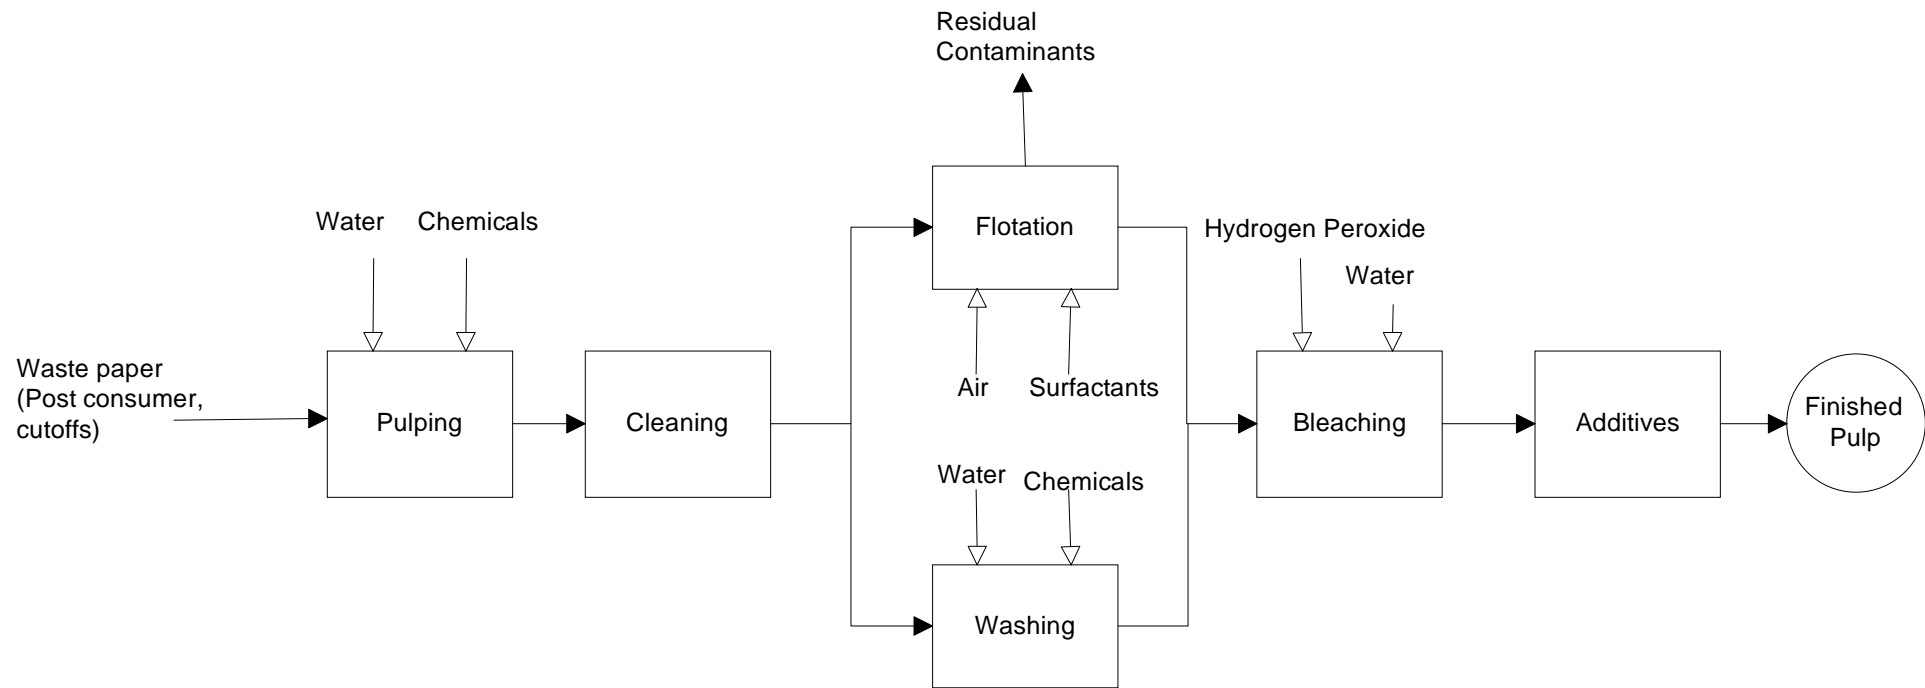 Residual
Contaminants
Water
Chemicals
Flotation
Hydrogen Peroxide
Water
Waste paper
(Post consumer,
cutoffs)
Pulping
Cleaning
Air
Surfactants
Bleaching
Additives
Finished
Pulp
Water
Chemicals
Washing